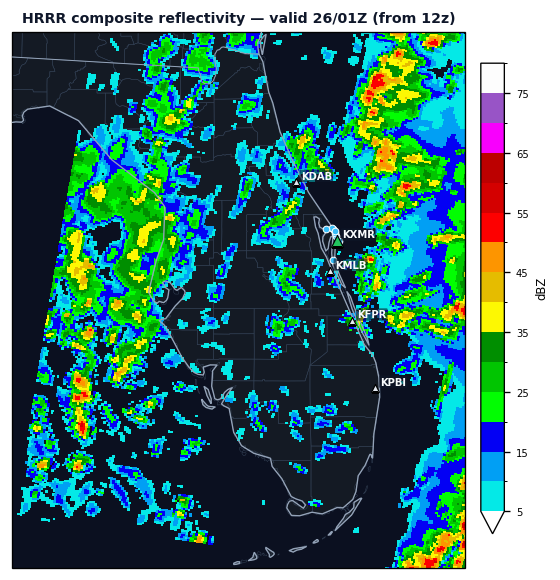 HRRR composite reflectivity — valid 26/01Z (from 12z)
KDAB
KXMR
KMLB
KFPR
KPBI
75
65
55
45
35
25
15
5
dBZ